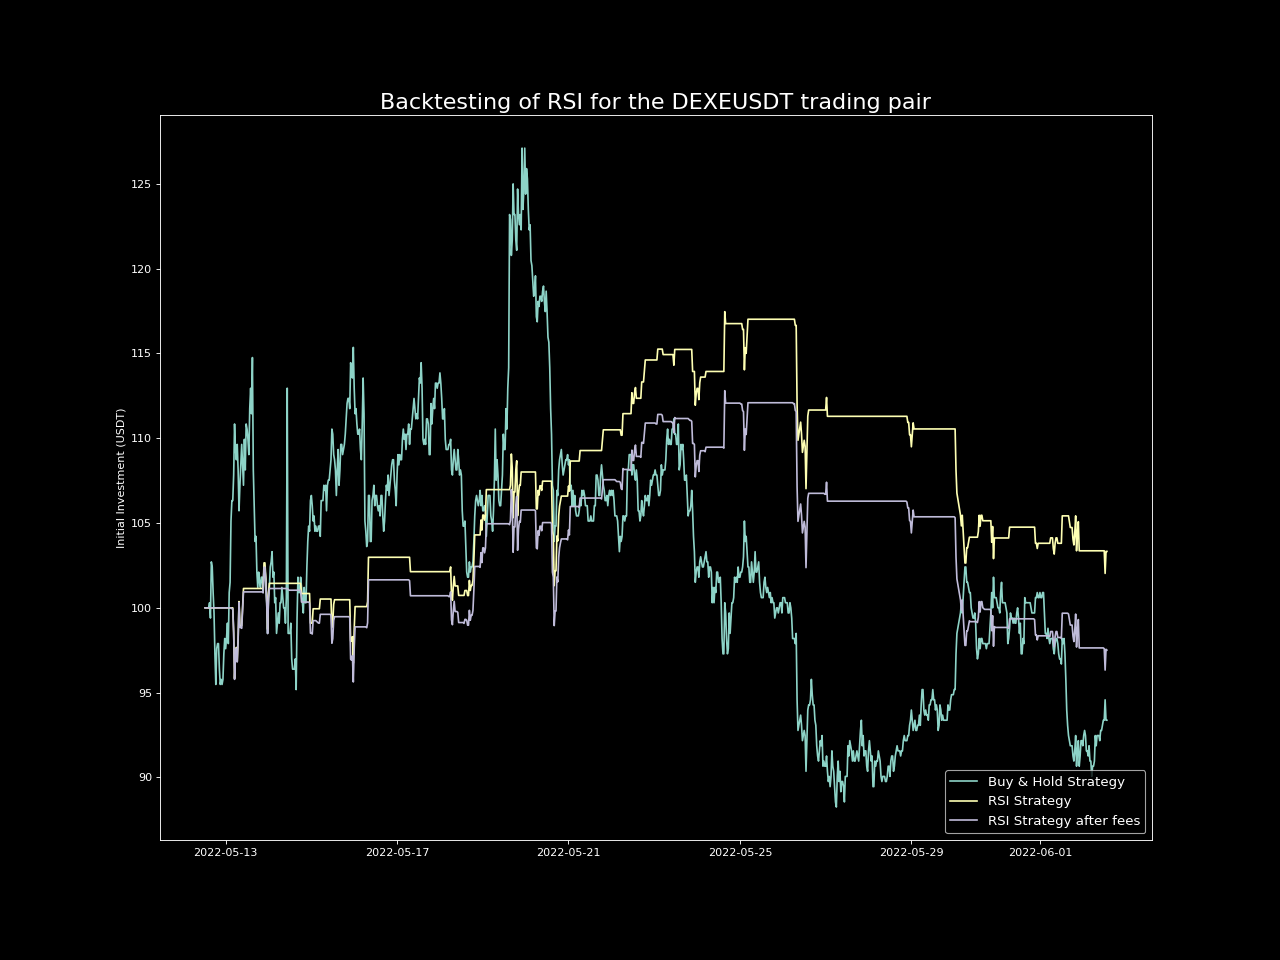 Backtesting of RSI for the DEXEUSDT trading pair
Initial Investment (USDT)
125
120
115
110
105
100
95
90
2022-05-13
2022-05-17
2022-05-21
2022-05-25
2022-05-29
2022-06-01
Buy & Hold Strategy
RSI Strategy
RSI Strategy after fees